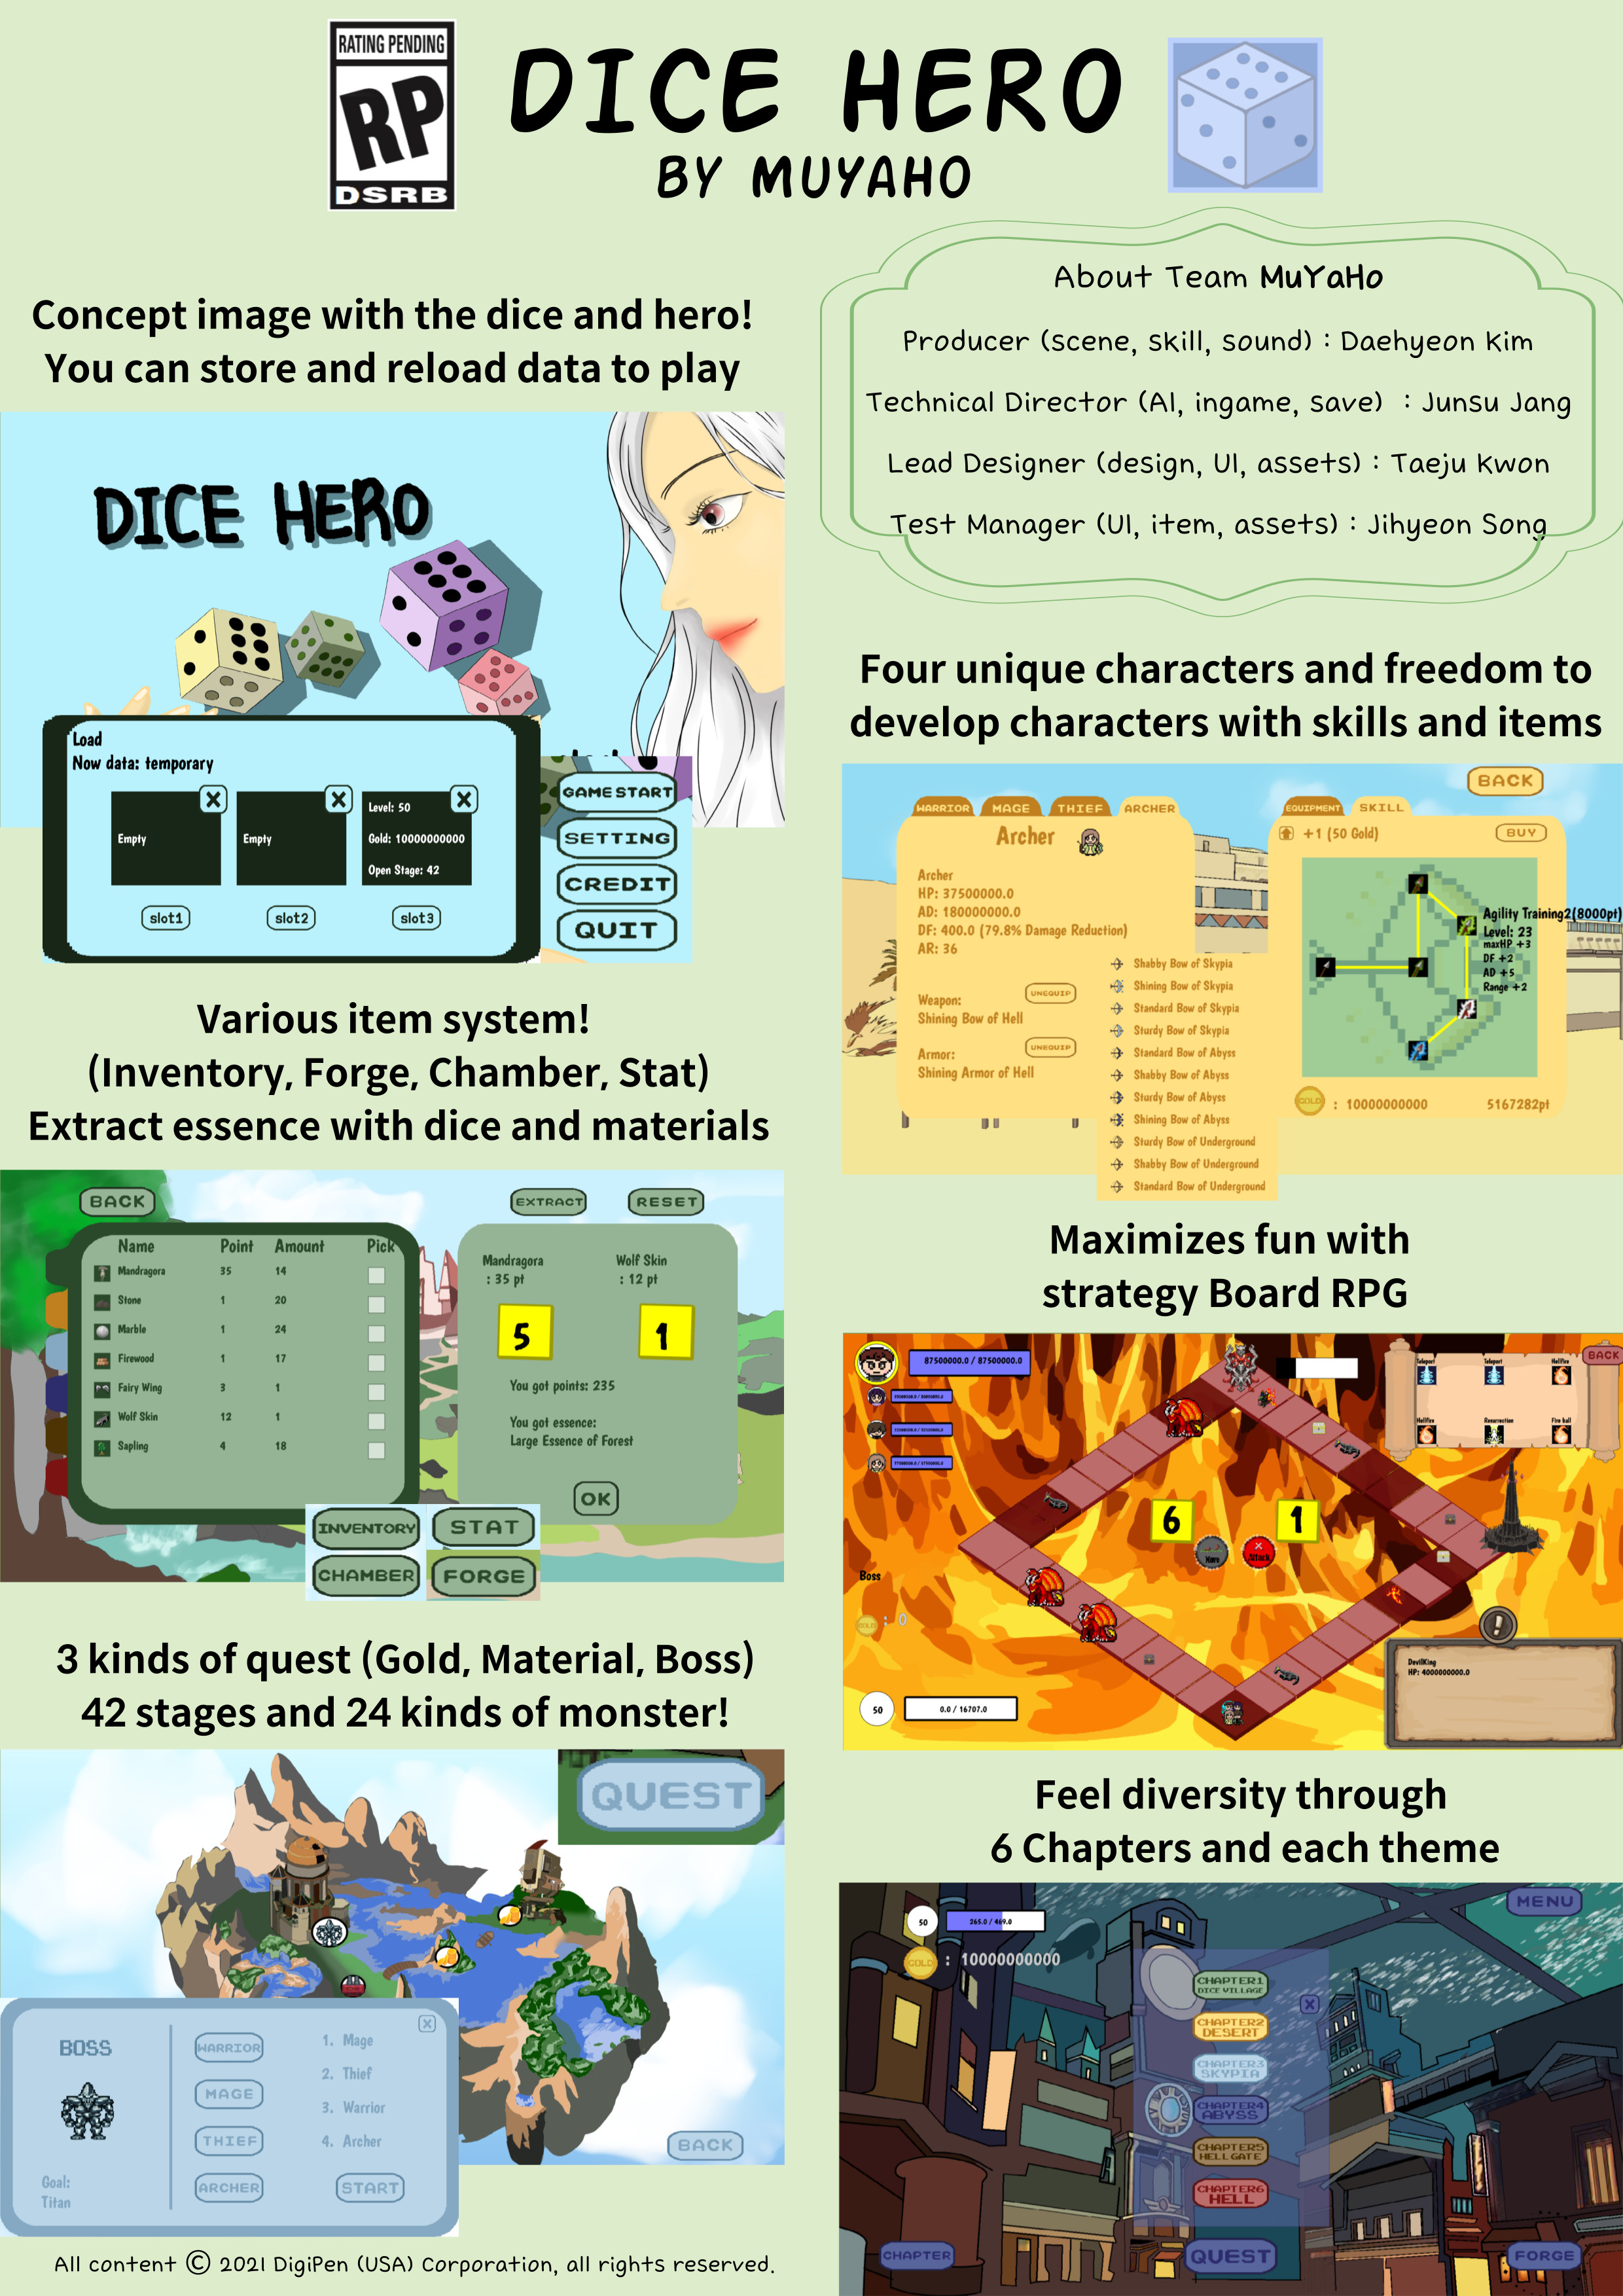 RATING PENDING
RP
DSRB
DICE HERO
BY MUYAHO
About Team MuYaHo
Producer (scene, skill, sound) : Daehyeon Kim
Technical Director (AI, ingame, save) : Junsu Jang
Lead Designer (design, UI, assets) : Taeju Kwon
Test Manager (UI, item, assets) : Jihyeon Song
Concept image with the dice and hero!
You can store and reload data to play
DICE HERO
Load
Now data: temporary
Empty
Empty
Level: 50
Gold: 10000000000
Open Stage: 42
slot1
slot2
slot3
GAME START
SETTING
CREDIT
QUIT
Four unique characters and freedom to
develop characters with skills and items
BACK
WARRIOR MAGE THIEF ARCHER
Archer
Archer
HP: 37500000.0
AD: 180000000.0
DF: 400.0 (79.8% Damage Reduction)
AR: 36
Weapon:
UNEQUIP
Shining Bow of Hell
Armor:
UNEQUIP
Shining Armor of Hell
Shabby Bow of Skypia
Shining Bow of Skypia
Standard Bow of Skypia
Sturdy Bow of Skypia
Standard Bow of Abyss
Shabby Bow of Abyss
Sturdy Bow of Abyss
Shining Bow of Abyss
Sturdy Bow of Underground
Shabby Bow of Underground
Standard Bow of Underground
EQUIPMENT SKILL
+1 (50 Gold)
BUY
Agility Training2(8000pt)
Level: 23
maxHP +3
DF +2
AD +5
Range +2
GOLD : 10000000000
5167282pt
Various item system!
(Inventory, Forge, Chamber, Stat)
Extract essence with dice and materials
BACK
EXTRACT
RESET
Name Point Amount Pick
Mandragora 35 14
Stone 1 20
Marble 1 24
Firewood 1 17
Fairy Wing 3 1
Wolf Skin 12 1
Sapling 4 18
Mandragora
: 35 pt
Wolf Skin
: 12 pt
5
1
You got points: 235
You got essence:
Large Essence of Forest
OK
INVENTORY
STAT
CHAMBER
FORGE
Maximizes fun with
strategy Board RPG
87500000.0 / 87500000.0
Teleport
Teleport
Hellfire
BACK
Hellfire
Resurrection
Fire ball
6
1
Move
Attack
Boss
GOLD : 0
50
0.0 / 16707.0
DevilKing
HP: 4000000000.0
3 kinds of quest (Gold, Material, Boss)
42 stages and 24 kinds of monster!
QUEST
BOSS
Goal:
Titan
WARRIOR
MAGE
THIEF
ARCHER
1. Mage
2. Thief
3. Warrior
4. Archer
START
X
BACK
Feel diversity through
6 Chapters and each theme
50
265.0 / 469.0
GOLD : 10000000000
MENU
CHAPTER1
DICE VILLAGE
X
CHAPTER2
DESERT
CHAPTER3
SKYPIA
CHAPTER4
ABYSS
CHAPTER5
HELL GATE
CHAPTER6
HELL
CHAPTER
QUEST
FORGE
All content © 2021 DigiPen (USA) Corporation, all rights reserved.